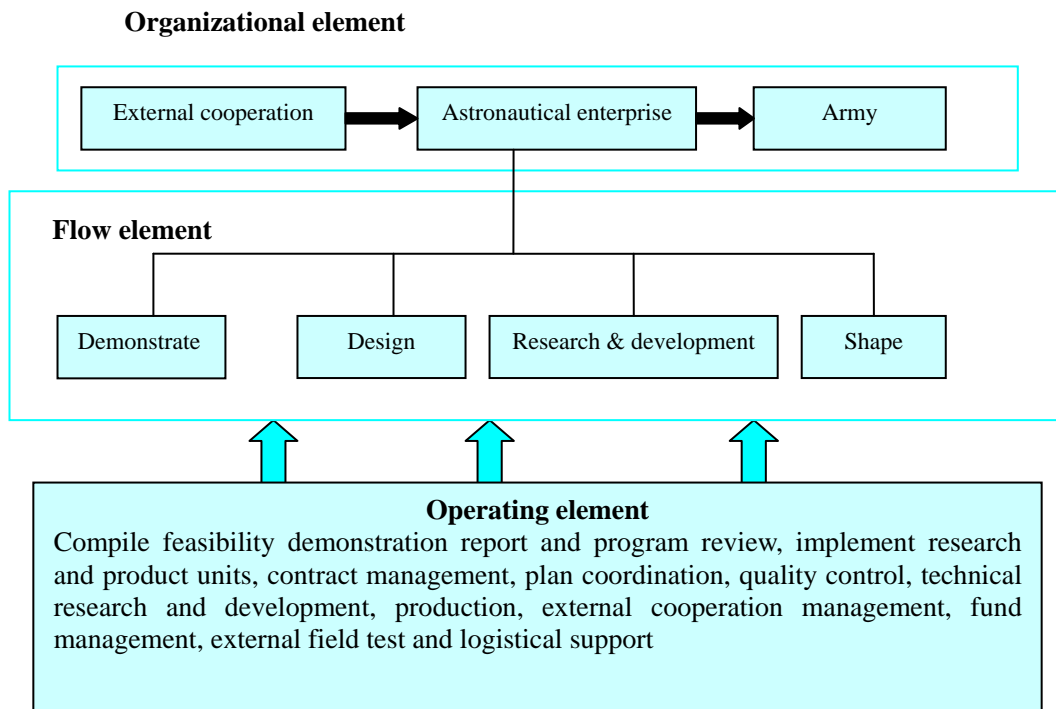 Organizational element
External cooperation
Astronautical enterprise
Army
Flow element
Demonstrate
Design
Research & development
Shape
Operating element
Compile feasibility demonstration report and program review, implement research
and product units, contract management, plan coordination, quality control, technical
research and development, production, external cooperation management, fund
management, external field test and logistical support